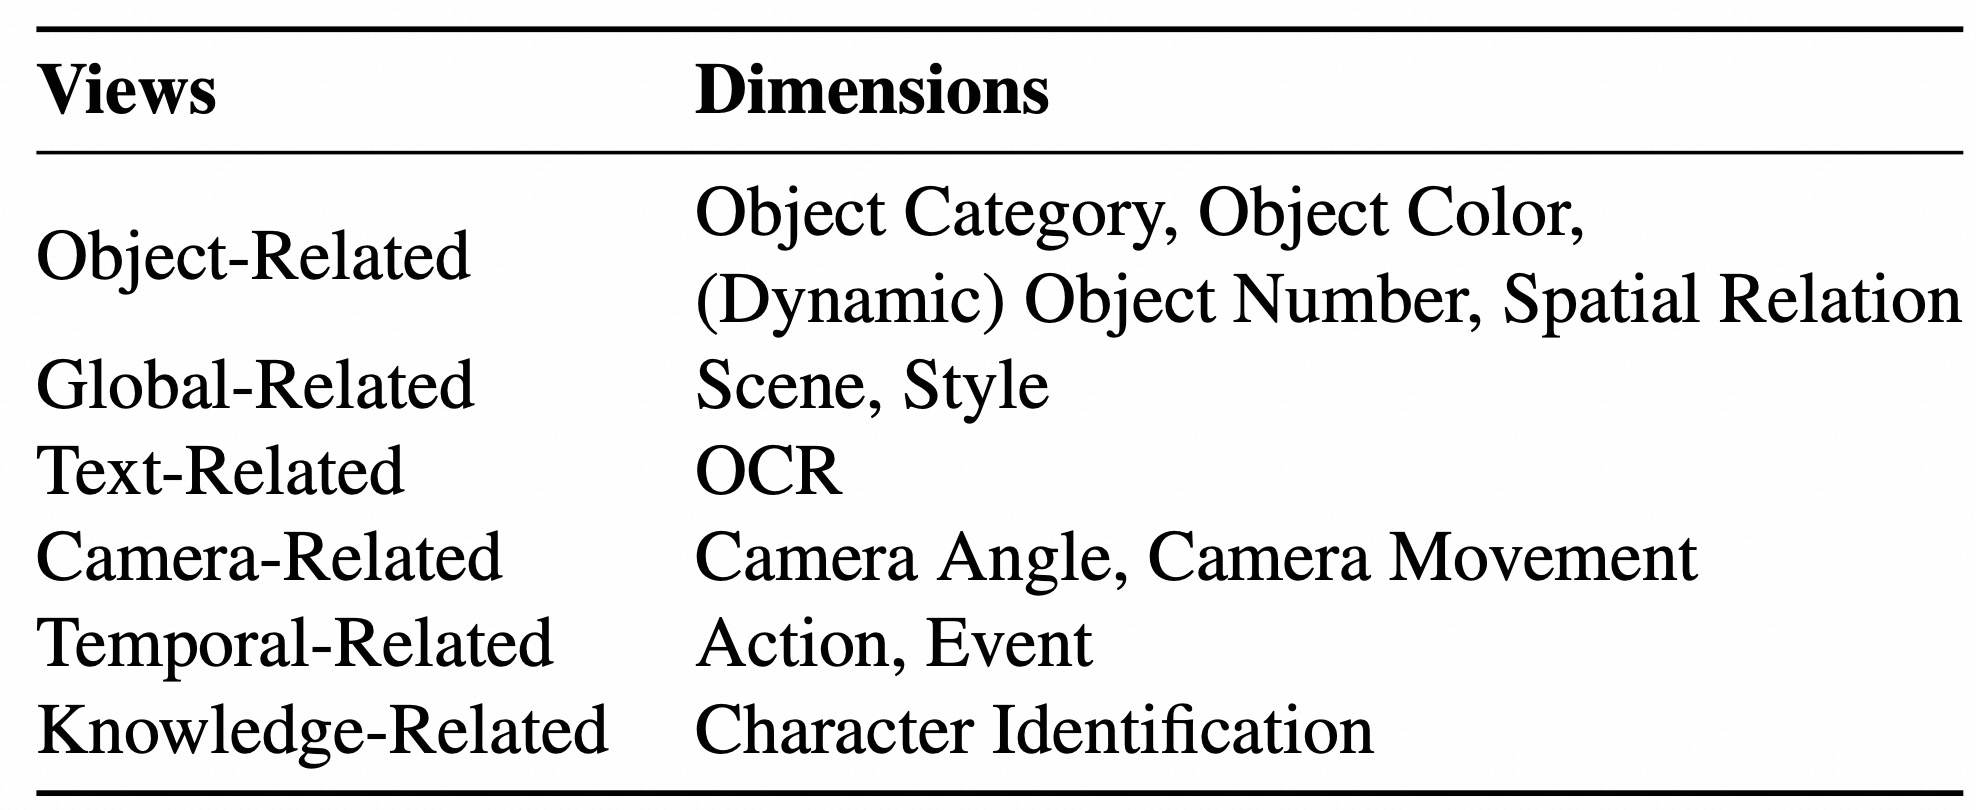 Views Dimensions
Object-Related Object Category, Object Color,
(Dynamic) Object Number, Spatial Relation
Global-Related Scene, Style
Text-Related OCR
Camera-Related Camera Angle, Camera Movement
Temporal-Related Action, Event
Knowledge-Related Character Identification